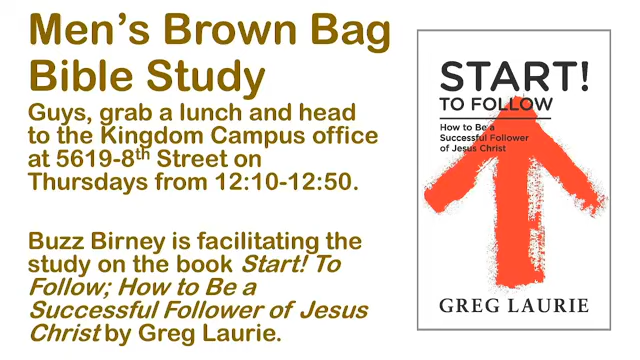 Men's Brown Bag
Bible Study
Guys, grab a lunch and head
to the Kingdom Campus office
at 5619-8th Street on
Thursdays from 12:10-12:50.
Buzz Birney is facilitating the
study on the book Start! To
Follow; How to Be a
Successful Follower of Jesus
Christ by Greg Laurie.
START!
TO FOLLOW
How to Be a
Successful Follower
of Jesus Christ
GREG LAURIE